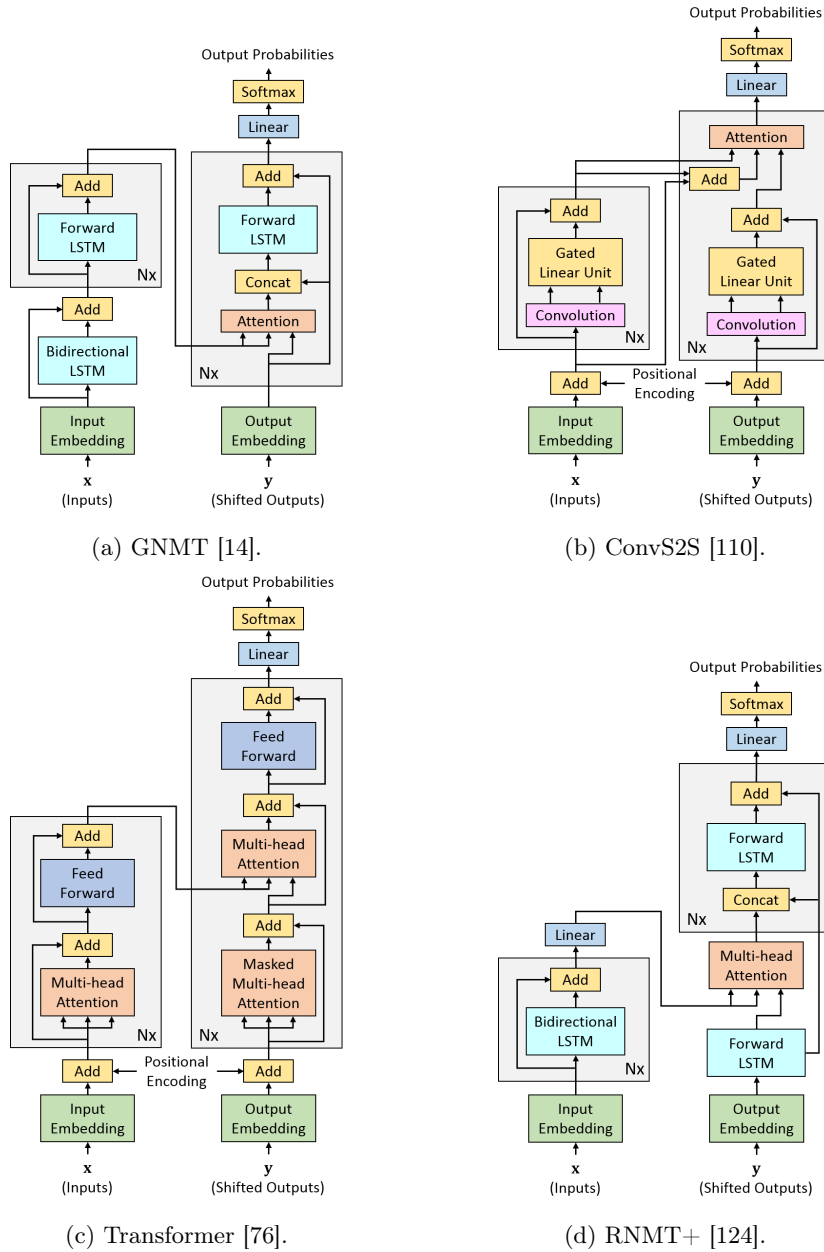 Output Probabilities
Softmax
Linear
Add
Add
Forward
LSTM
Forward
LSTM
Nx
Concat
Add
Attention
Bidirectional
LSTM
Nx
Input
Embedding
Output
Embedding
x
(Inputs)
y
(Shifted Outputs)
(a) GNMT [14].
Output Probabilities
Softmax
Linear
Attention
Add
Add
Add
Gated
Linear Unit
Gated
Linear Unit
Convolution
Convolution
Nx
Nx
Positional
Encoding
Add
Add
Input
Embedding
Output
Embedding
x
(Inputs)
y
(Shifted Outputs)
(b) ConvS2S [110].
Output Probabilities
Softmax
Linear
Add
Feed
Forward
Add
Add
Multi-head
Attention
Feed
Forward
Add
Add
Multi-head
Attention
Masked
Multi-head
Attention
Nx
Nx
Positional
Encoding
Add
Add
Input
Embedding
Output
Embedding
x
(Inputs)
y
(Shifted Outputs)
(c) Transformer [76].
Output Probabilities
Softmax
Linear
Add
Forward
LSTM
Concat
Nx
Linear
Multi-head
Attention
Add
Bidirectional
LSTM
Nx
Forward
LSTM
Input
Embedding
Output
Embedding
x
(Inputs)
y
(Shifted Outputs)
(d) RNMT+ [124].